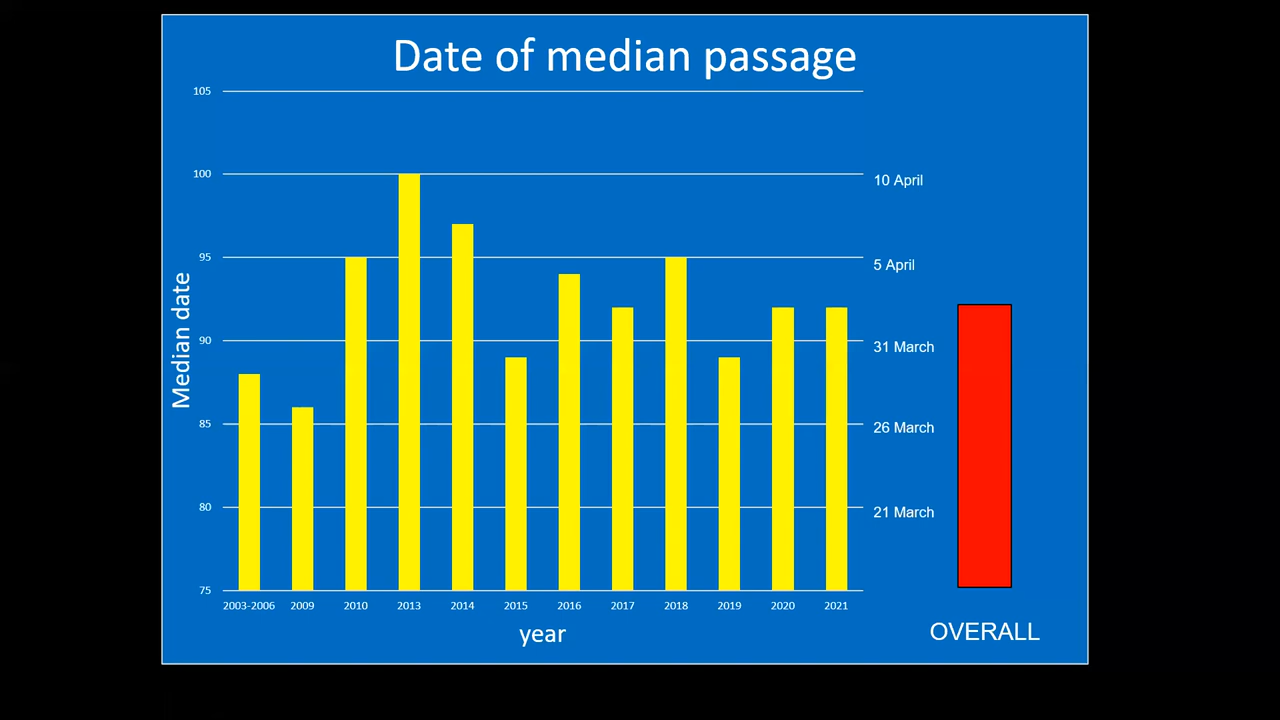 Date of median passage
105
100
10 April
95
5 April
Median date
90
31 March
85
26 March
80
21 March
75
2003-2006 2009 2010 2013 2014 2015 2016 2017 2018 2019 2020 2021
year
OVERALL